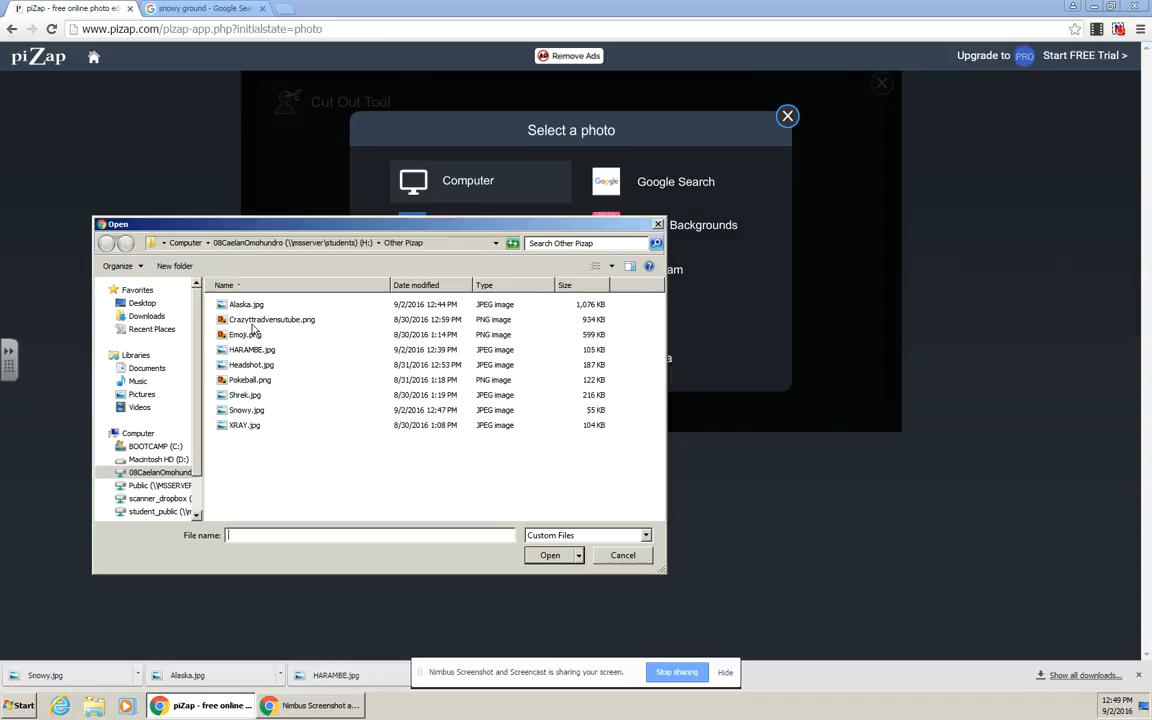 piZap - free online photo ed
snowy ground - Google Sea
www.pizap.com/pizap-app.php?initialstate=photo
piZap
Remove Ads
Upgrade to PRO Start FREE Trial >
Cut Out Tool
Select a photo
Computer
Google
Google Search
Backgrounds
am
a
Open
Computer
08CaelanOmohundro (\\msserver\students) (H:)
Other Pizap
Search Other Pizap
Organize
New folder
Name
Date modified
Type
Size
Favorites
Desktop
Downloads
Recent Places
Libraries
Documents
Music
Pictures
Videos
Computer
BOOTCAMP (C:)
Macintosh HD (D:)
08CaelanOmohund
Public (\\MSSERVER
scanner_dropbox (
student_public (\\m
Alaska.jpg 9/2/2016 12:44 PM JPEG image 1,076 KB
Crazyttradvensutube.png 8/30/2016 12:59 PM PNG image 934 KB
Emoji.png 8/30/2016 1:14 PM PNG image 599 KB
HARAMBE.jpg 9/2/2016 12:39 PM JPEG image 105 KB
Headshot.jpg 8/31/2016 12:53 PM JPEG image 187 KB
Pokeball.png 8/31/2016 1:18 PM PNG image 122 KB
Shrek.jpg 8/30/2016 1:19 PM JPEG image 216 KB
Snowy.jpg 9/2/2016 12:47 PM JPEG image 55 KB
XRAY.jpg 8/30/2016 1:08 PM JPEG image 104 KB
File name:
Custom Files
Open
Cancel
Snowy.jpg
Alaska.jpg
HARAMBE.jpg
Nimbus Screenshot and Screencast is sharing your screen.
Stop sharing
Hide
Show all downloads...
Start
piZap - free online ...
Nimbus Screenshot a...
12:49 PM
9/2/2016